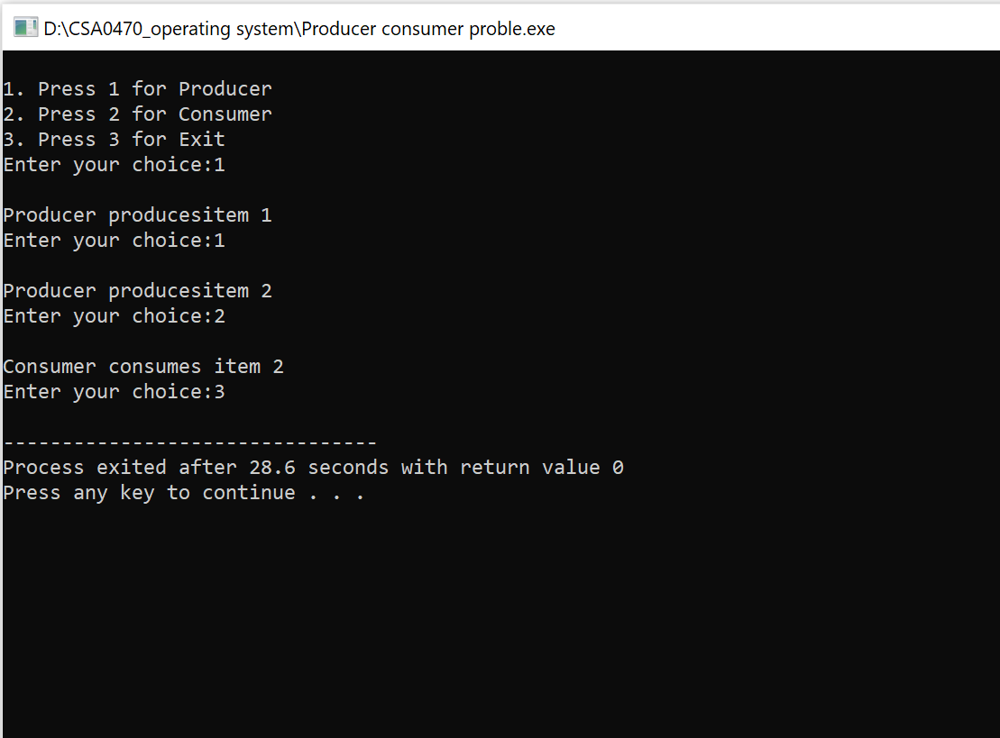 D:\CSA0470_operating system\Producer consumer proble.exe
1. Press 1 for Producer
2. Press 2 for Consumer
3. Press 3 for Exit
Enter your choice:1
Producer producesitem 1
Enter your choice:1
Producer producesitem 2
Enter your choice:2
Consumer consumes item 2
Enter your choice:3
--------------------------------
Process exited after 28.6 seconds with return value 0
Press any key to continue . . .